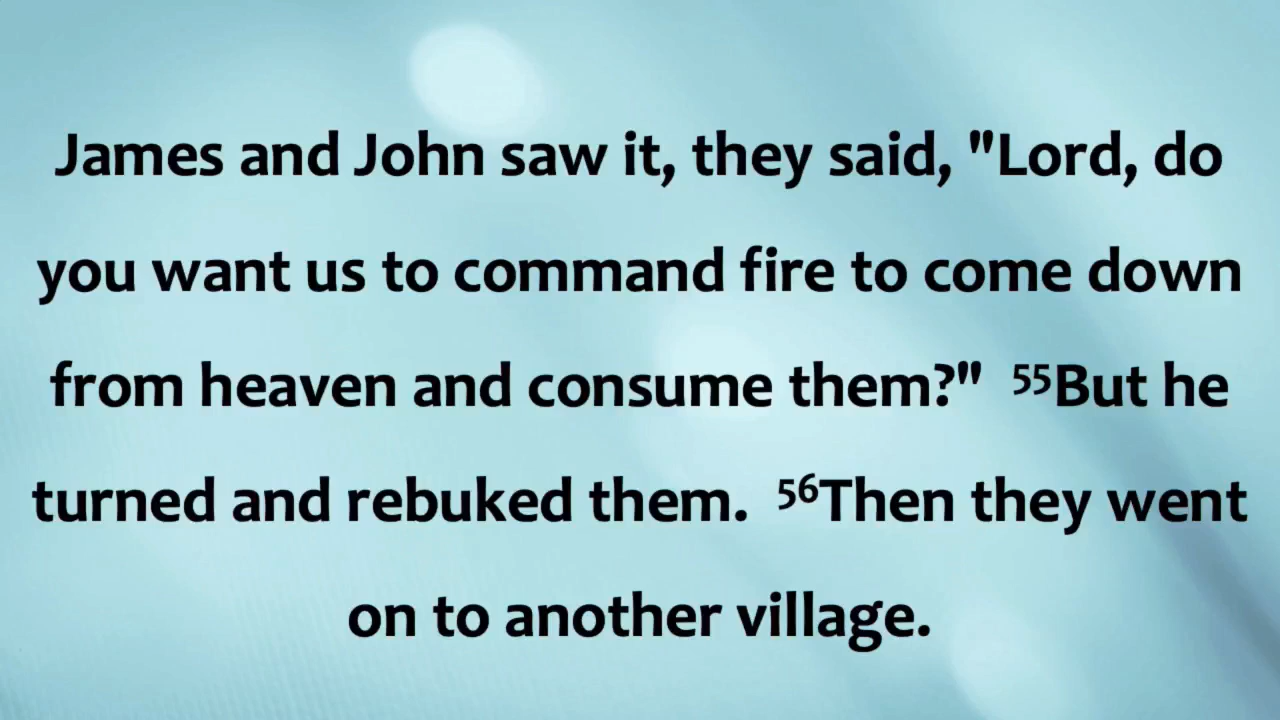 James and John saw it, they said, "Lord, do
you want us to command fire to come down
from heaven and consume them?" ⁵⁵But he
turned and rebuked them. ⁵⁶Then they went
on to another village.